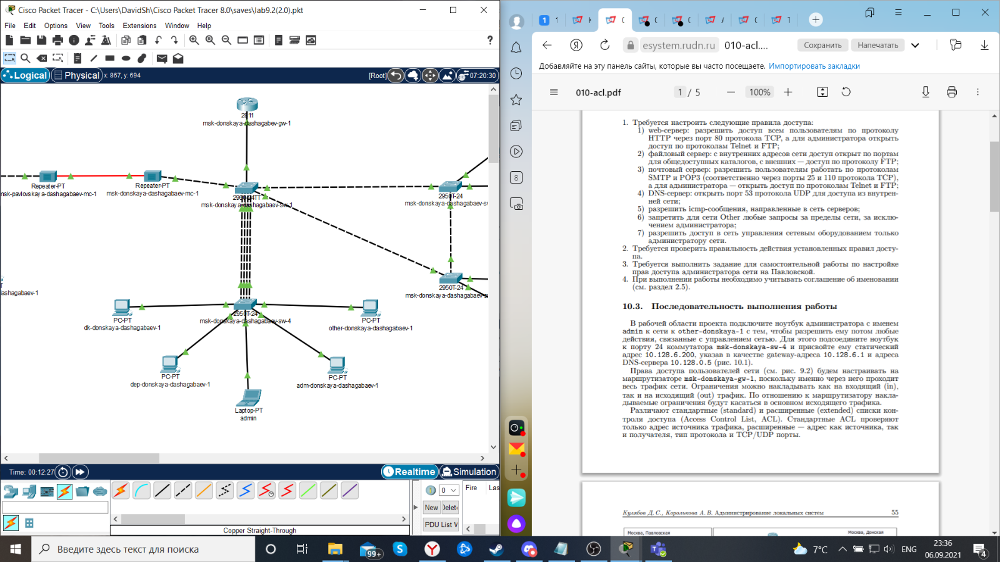 Cisco Packet Tracer - C:\Users\DavidSh\Cisco Packet Tracer 8.0\saves\lab9.2(2.0).pkt
File Edit Options View Tools Extensions Window Help
Logical Physical x: 867, y: 694 [Root] 07:20:30
2811
msk-donskaya-dashagabaev-gw-1
Repeater-PT
msk-pavlovskaya-dashagabaev-mc-1
Repeater-PT
msk-donskaya-dashagabaev-mc-1
2960-24TT
msk-donskaya-dashagabaev-sw-1
2950T-24
msk-donskaya-dashagabaev-sv
2950T-24
msk-donskaya-dashagabaev-s
ashagabaev-1
PC-PT
dk-donskaya-dashagabaev-1
2950T-24
msk-donskaya-dashagabaev-sw-4
PC-PT
other-donskaya-dashagabaev-1
PC-PT
dep-donskaya-dashagabaev-1
PC-PT
adm-donskaya-dashagabaev-1
Laptop-PT
admin
Time: 00:12:27
Realtime Simulation
0
Fire Las
New Delete
PDU List W
Copper Straight-Through
esystem.rudn.ru 010-acl....
Сохранить Напечатать
Добавляйте на эту панель сайты, которые вы часто посещаете. Импортировать закладки
010-acl.pdf 1 / 5 100%
1. Требуется настроить следующие правила доступа:
1) web-сервер: разрешить доступ всем пользователям по протоколу
HTTP через порт 80 протокола TCP, а для администратора открыть
доступ по протоколам Telnet и FTP;
2) файловый сервер: с внутренних адресов сети доступ открыт по портам
для общедоступных каталогов, с внешних — доступ по протоколу FTP;
3) почтовый сервер: разрешить пользователям работать по протоколам
SMTP и POP3 (соответственно через порты 25 и 110 протокола TCP),
а для администратора — открыть доступ по протоколам Telnet и FTP;
4) DNS-сервер: открыть порт 53 протокола UDP для доступа из внутрен-
ней сети;
5) разрешить icmp-сообщения, направленные в сеть серверов;
6) запретить для сети Other любые запросы за пределы сети, за исклю-
чением администратора;
7) разрешить доступ в сеть управления сетевым оборудованием только
администратору сети.
2. Требуется проверить правильность действия установленных правил досту-
па.
3. Требуется выполнить задание для самостоятельной работы по настройке
прав доступа администратора сети на Павловской.
4. При выполнении работы необходимо учитывать соглашение об именовании
(см. раздел 2.5).
10.3. Последовательность выполнения работы
В рабочей области проекта подключите ноутбук администратора с именем
admin к сети к other-donskaya-1 с тем, чтобы разрешить ему потом любые
действия, связанные с управлением сетью. Для этого подсоедините ноутбук
к порту 24 коммутатора msk-donskaya-sw-4 и присвойте ему статический
адрес 10.128.6.200, указав в качестве gateway-адреса 10.128.6.1 и адреса
DNS-сервера 10.128.0.5 (рис. 10.1).
Права доступа пользователей сети (см. рис. 9.2) будем настраивать на
маршрутизаторе msk-donskaya-gw-1, поскольку именно через него проходит
весь трафик сети. Ограничения можно накладывать как на входящий (in),
так и на исходящий (out) трафик. По отношению к маршрутизатору накла-
дываемые ограничения будут касаться в основном исходящего трафика.
Различают стандартные (standard) и расширенные (extended) списки кон-
троля доступа (Access Control List, ACL). Стандартные ACL проверяют
только адрес источника трафика, расширенные — адрес как источника, так
и получателя, тип протокола и TCP/UDP порты.
Кулябов Д. С., Королькова А. В. Администрирование локальных систем 55
Москва, Павловская Москва, Донская
Введите здесь текст для поиска
99+
7°C ENG 23:36
06.09.2021
4